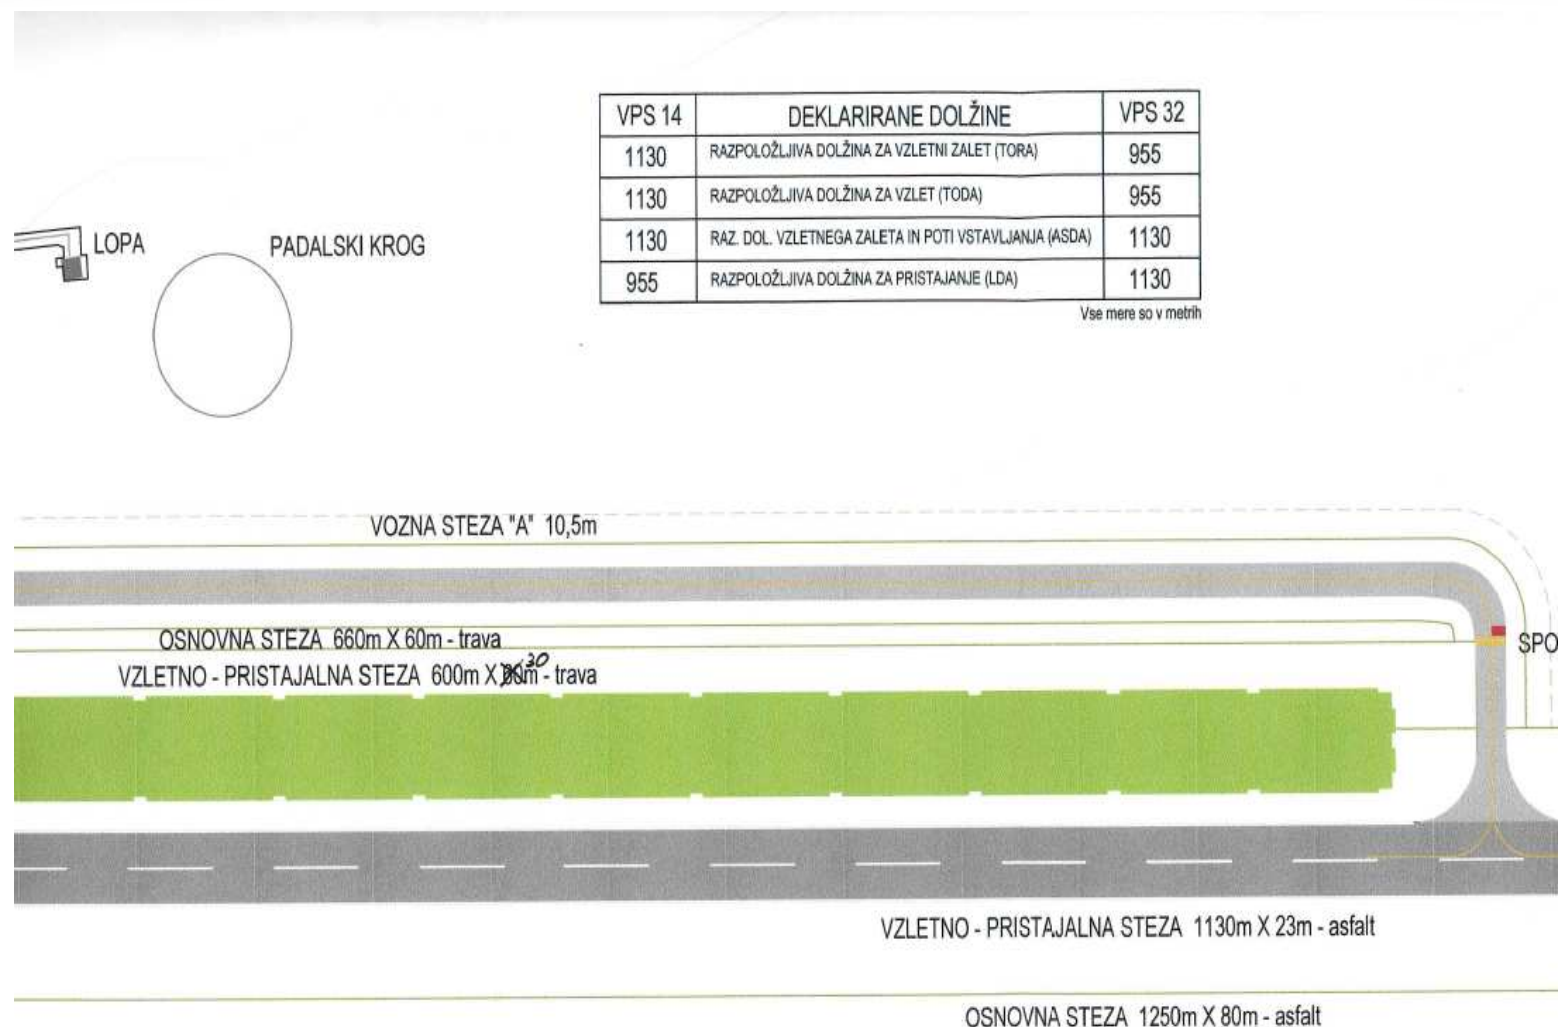 VPS 14 DEKLARIRANE DOLŽINE VPS 32
1130 RAZPOLOŽLJIVA DOLŽINA ZA VZLETNI ZALET (TORA) 955
1130 RAZPOLOŽLJIVA DOLŽINA ZA VZLET (TODA) 955
1130 RAZ. DOL. VZLETNEGA ZALETA IN POTI VSTAVLJANJA (ASDA) 1130
955 RAZPOLOŽLJIVA DOLŽINA ZA PRISTAJANJE (LDA) 1130
Vse mere so v metrih
LOPA
PADALSKI KROG
VOZNA STEZA "A" 10,5m
OSNOVNA STEZA 660m X 60m - trava
SPO
VZLETNO - PRISTAJALNA STEZA 600m X 30m - trava
VZLETNO - PRISTAJALNA STEZA 1130m X 23m - asfalt
OSNOVNA STEZA 1250m X 80m - asfalt